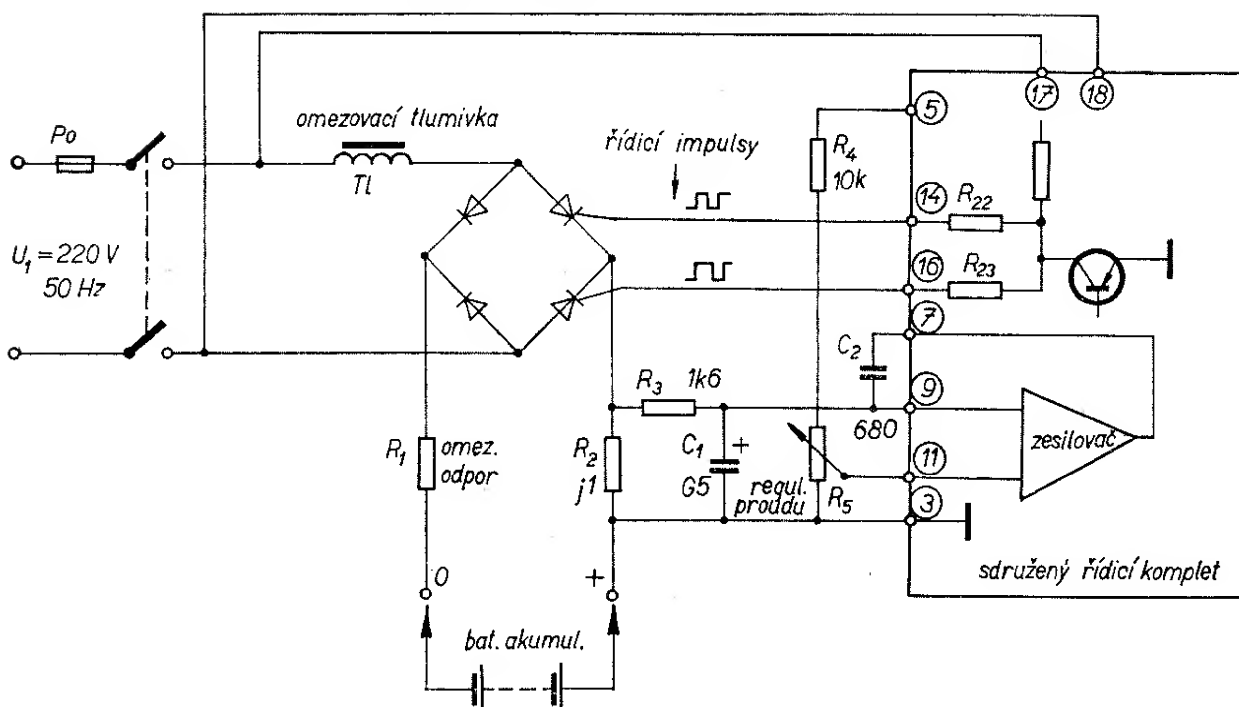 17
18
5
Po
omezovací tlumivka
Tl
řídicí impulsy
R4
10k
14
R22
U1 = 220 V
50 Hz
16
R23
7
C2
R3
1k6
9
680
zesilovač
R1
omez.
odpor
R2
j1
C1
+
G5
regul.
proudu
R5
11
3
sdružený řídicí komplet
0
+
bat. akumul.